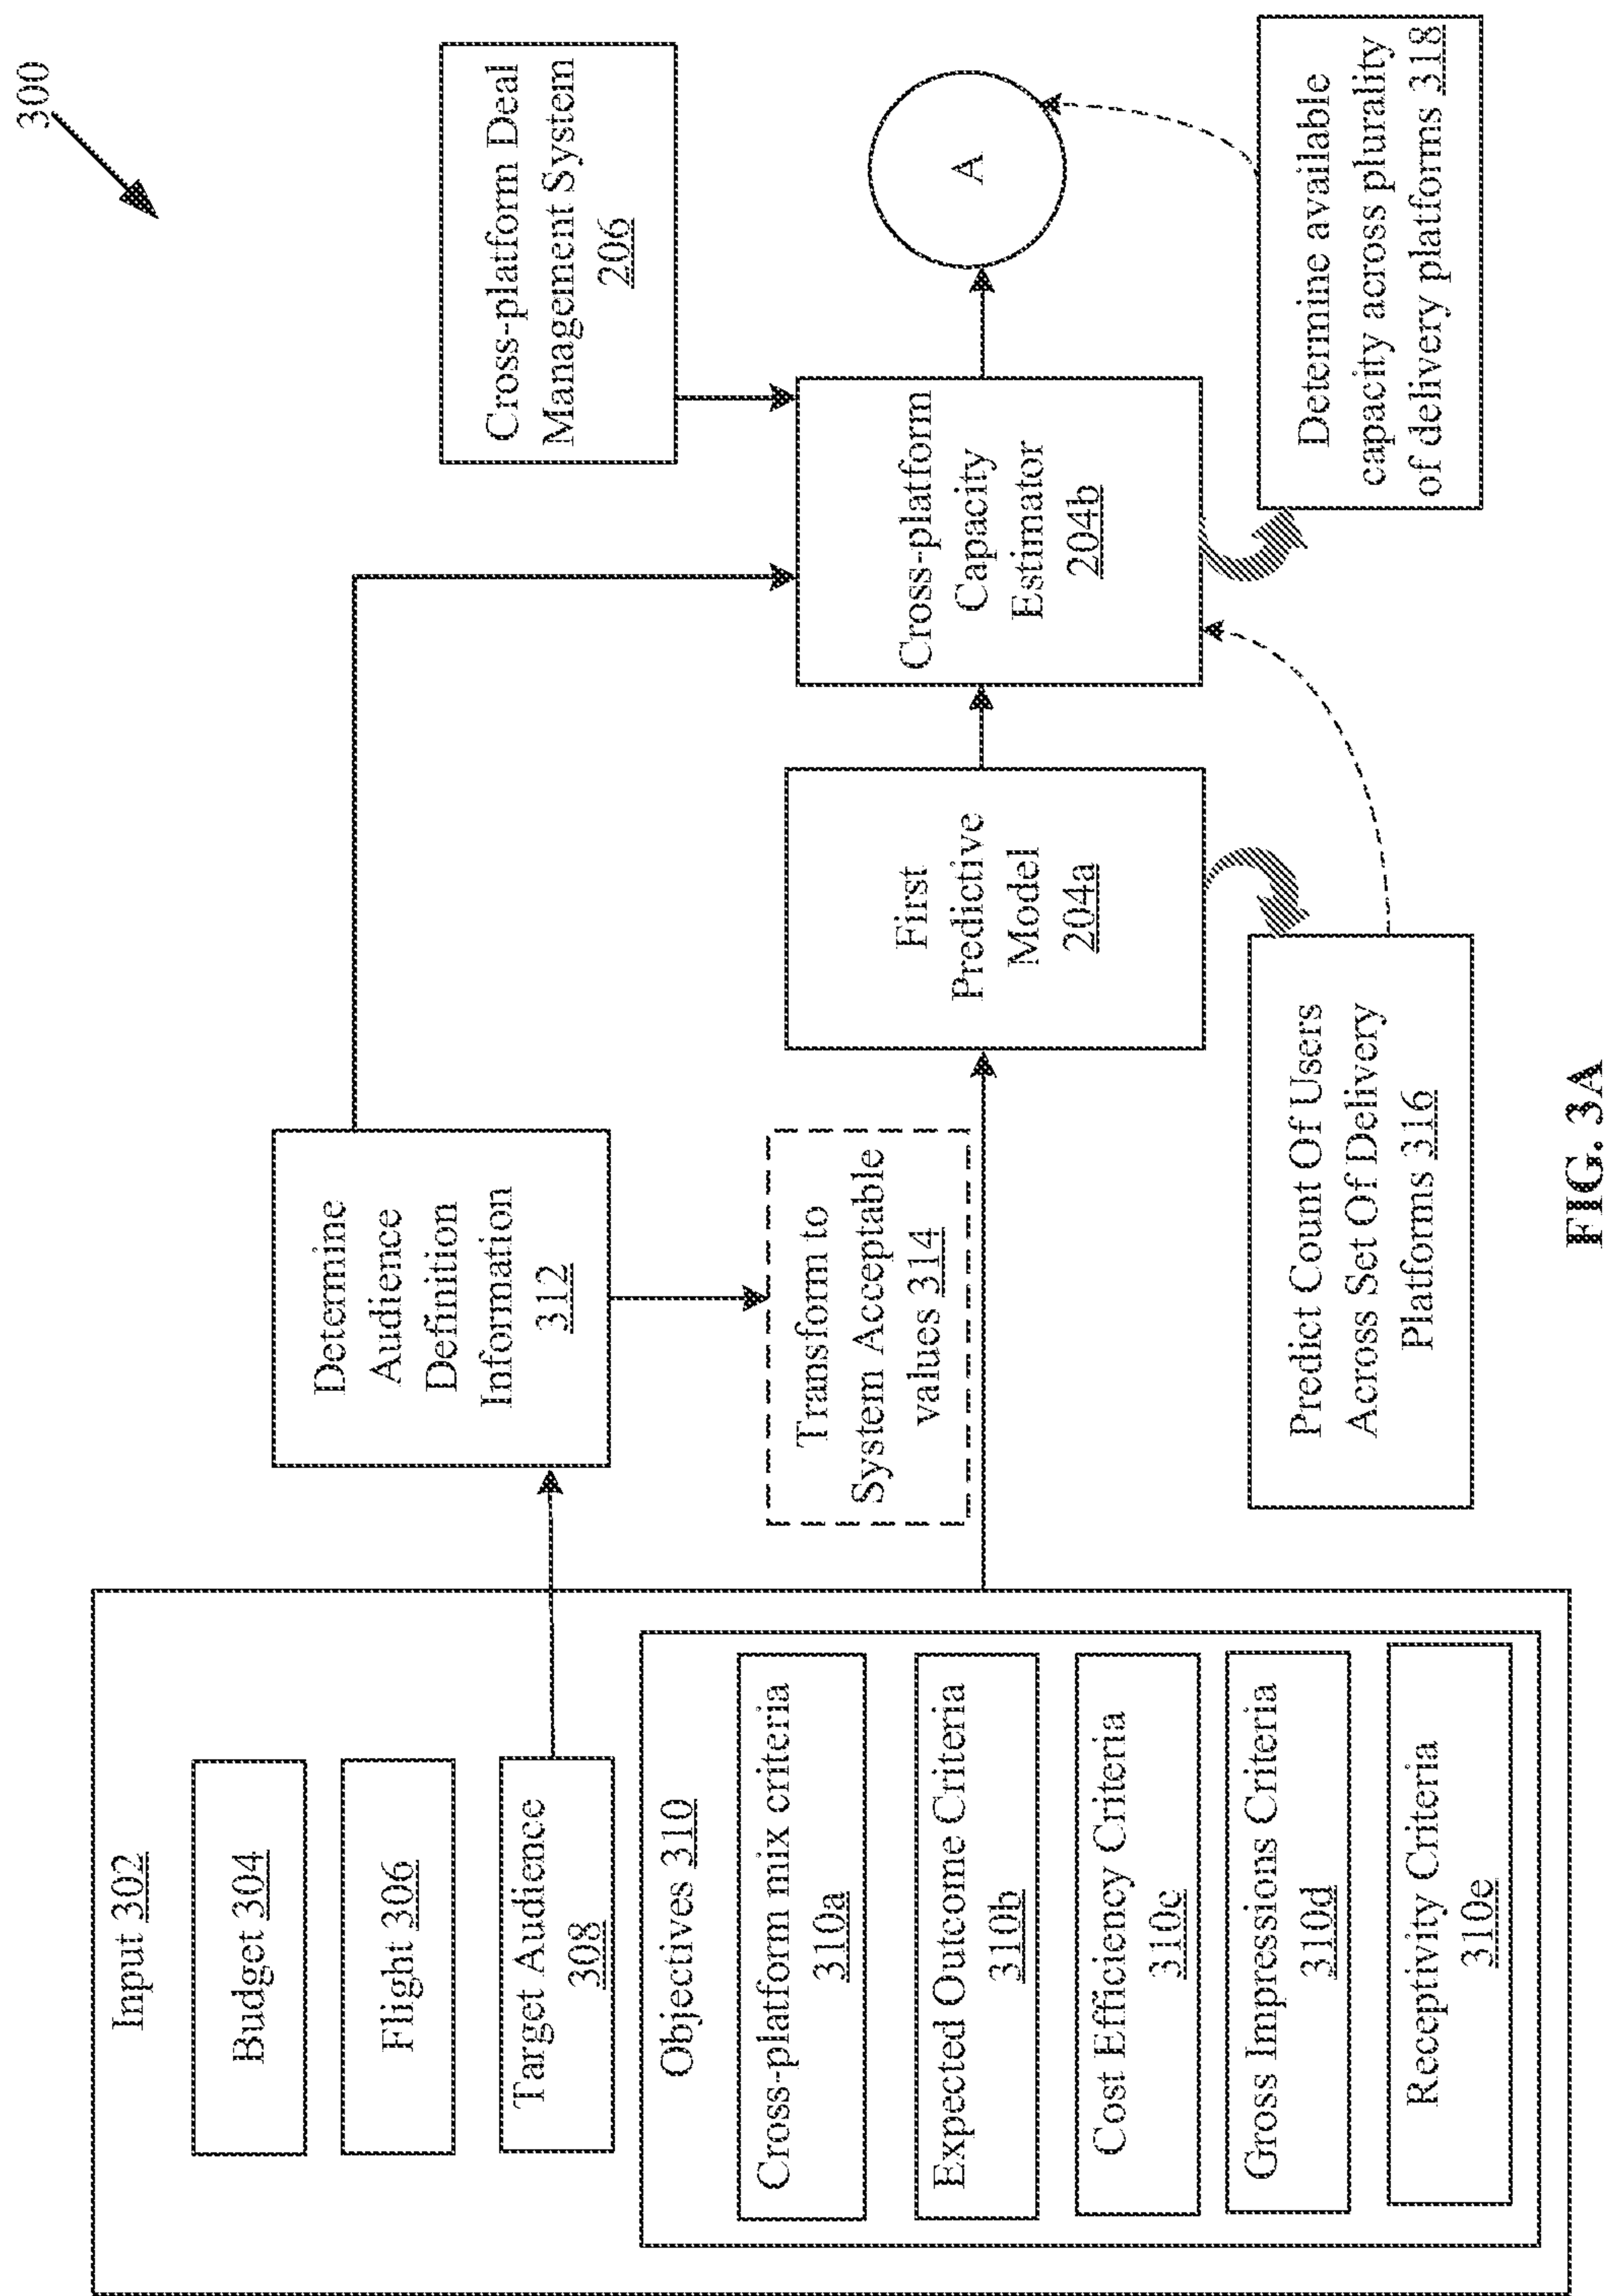 300
Input 302
Budget 304
Flight 306
Target Audience
308
Objectives 310
Cross-platform mix criteria
310a
Expected Outcome Criteria
310b
Cost Efficiency Criteria
310c
Gross Impressions Criteria
310d
Receptivity Criteria
310e
Determine
Audience
Definition
Information
312
Transform to
System Acceptable
values 314
First
Predictive
Model
204a
Predict Count Of Users
Across Set Of Delivery
Platforms 316
Cross-platform Deal
Management System
206
Cross-platform
Capacity
Estimator
204b
A
Determine available
capacity across plurality
of delivery platforms 318
FIG. 3A